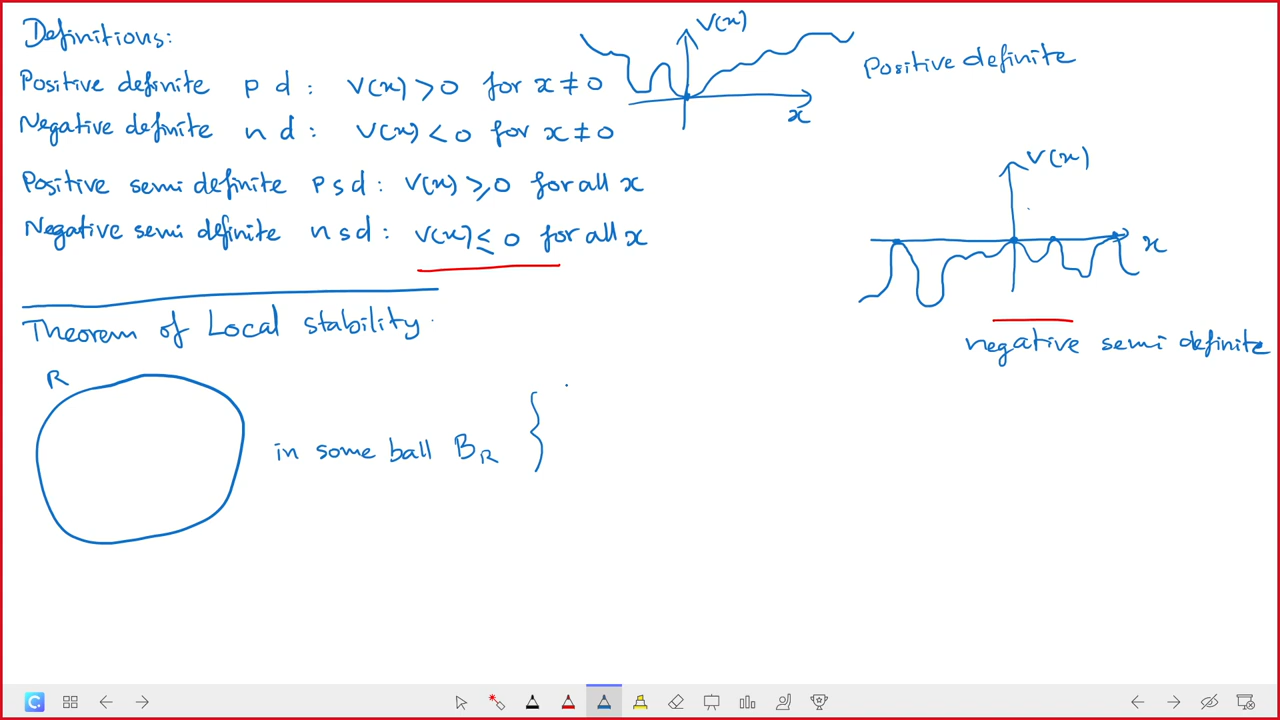 Definitions:
Positive definite p d : V(x) > 0 for x ≠ 0
Negative definite n d : V(x) < 0 for x ≠ 0
Positive semi definite p s d : V(x) ≥ 0 for all x
Negative semi definite n s d : V(x) ≤ 0 for all x
V(x)
x
Positive definite
V(x)
x
negative semi definite
Theorem of Local stability
R
in some ball B_R {